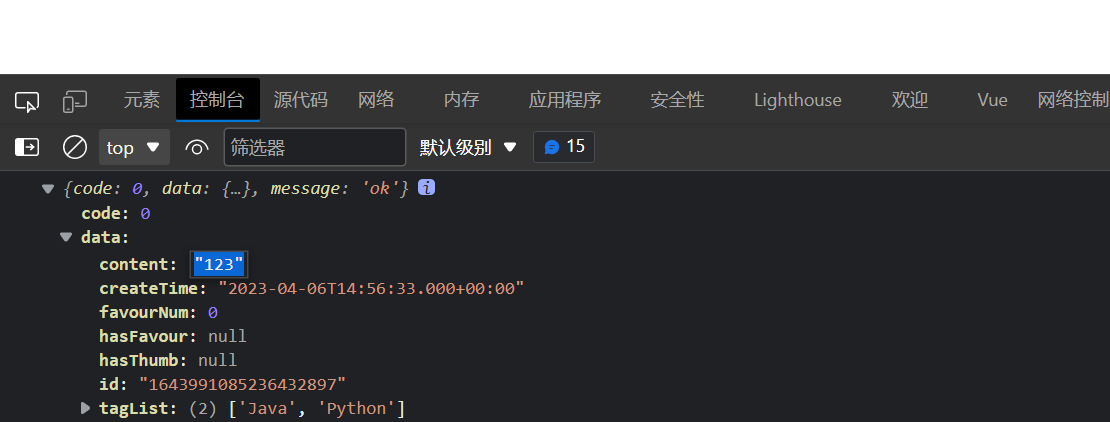 元素 控制台 源代码 网络 内存 应用程序 安全性 Lighthouse 欢迎 Vue 网络控制
top 筛选器 默认级别 15
{code: 0, data: {…}, message: 'ok'} i
code: 0
data:
content: "123"
createTime: "2023-04-06T14:56:33.000+00:00"
favourNum: 0
hasFavour: null
hasThumb: null
id: "1643991085236432897"
tagList: (2) ['Java', 'Python']